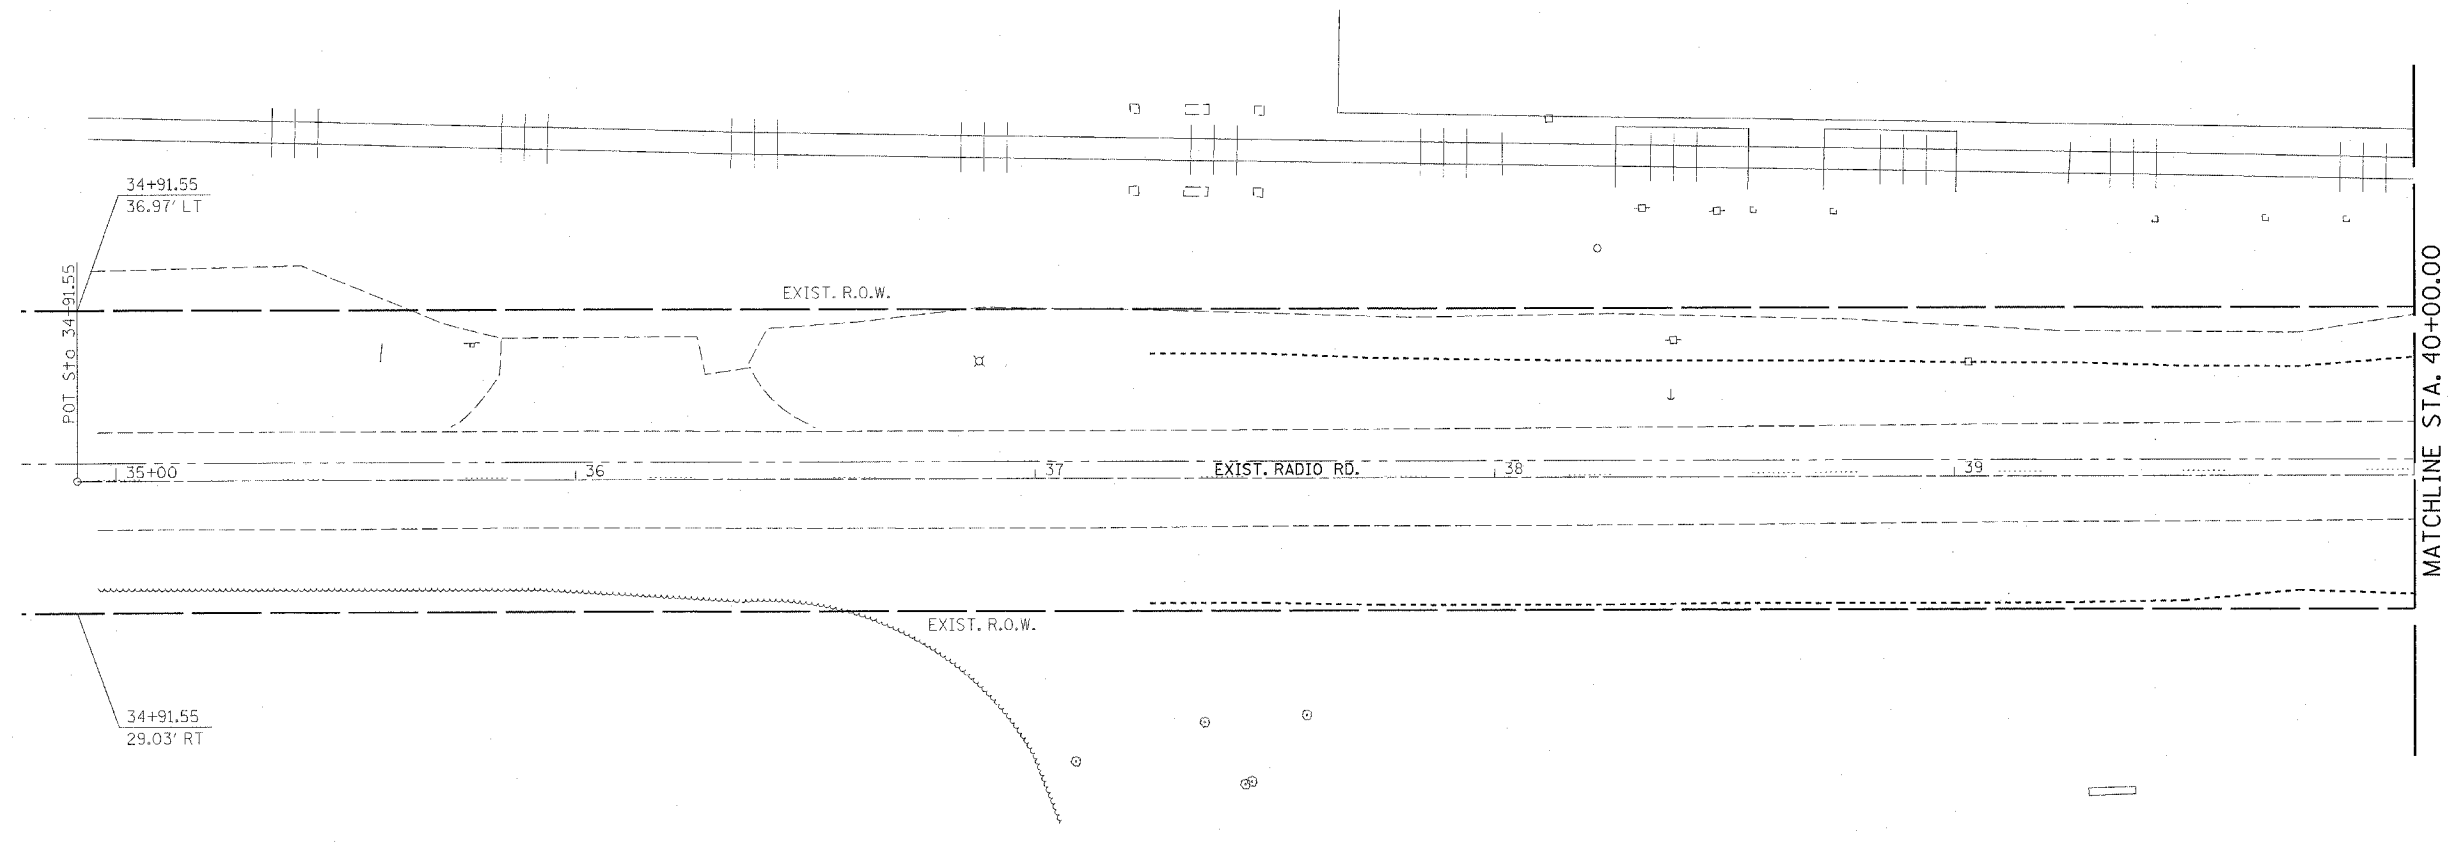 34+91.55
36.97' LT
POT Sta 34+91.55
EXIST. R.O.W.
35+00
36
37
EXIST. RADIO RD.
38
39
EXIST. R.O.W.
34+91.55
29.03' RT
MATCHLINE STA. 40+00.00